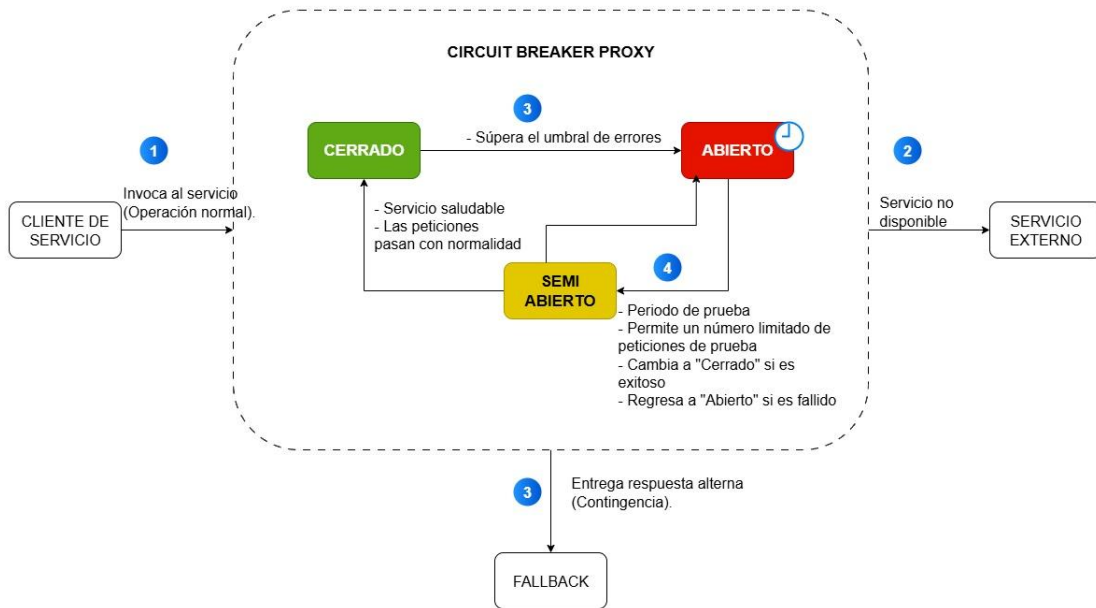 CIRCUIT BREAKER PROXY
3
- Súpera el umbral de errores
CERRADO
ABIERTO
1
2
Invoca al servicio
(Operación normal).
CLIENTE DE
SERVICIO
- Servicio saludable
- Las peticiones
pasan con normalidad
Servicio no
disponible
SERVICIO
EXTERNO
4
SEMI
ABIERTO
- Periodo de prueba
- Permite un número limitado de
peticiones de prueba
- Cambia a "Cerrado" si es
exitoso
- Regresa a "Abierto" si es fallido
3
Entrega respuesta alterna
(Contingencia).
FALLBACK